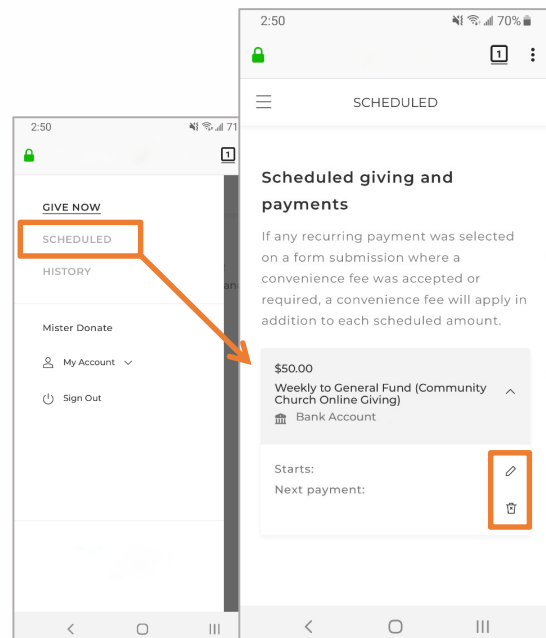 2:50
71
1
GIVE NOW
SCHEDULED
HISTORY
an
Mister Donate
My Account
Sign Out
2:50
70%
1
SCHEDULED
Scheduled giving and
payments
If any recurring payment was selected
on a form submission where a
convenience fee was accepted or
required, a convenience fee will apply in
addition to each scheduled amount.
$50.00
Weekly to General Fund (Community
Church Online Giving)
Bank Account
Starts:
Next payment: